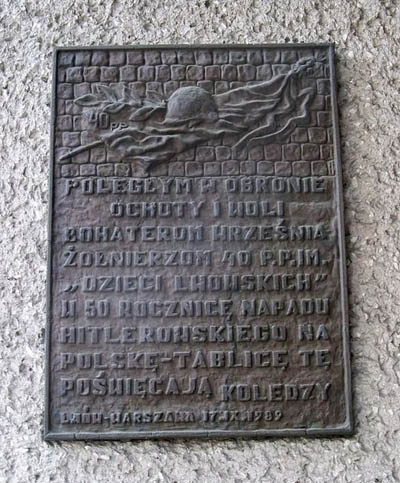 40 PP
POLEGŁYM W OBRONIE
OCHOTY I WOLI
BOHATEROM WRZEŚNIA-
ŻOŁNIERZOM 40 P.P. IM.
„DZIECI LWOWSKICH"
W 50 ROCZNICĘ NAPADU
HITLEROWSKIEGO NA
POLSKĘ-TABLICĘ TĘ
POŚWIĘCAJĄ KOLEDZY
LWÓW-WARSZAWA 17.IX.1989